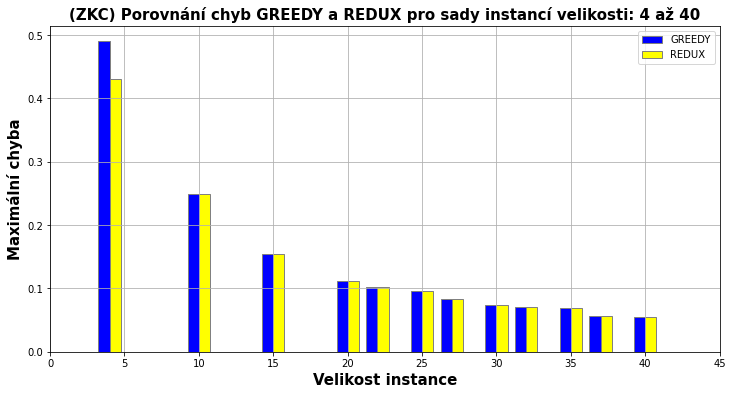 (ZKC) Porovnání chyb GREEDY a REDUX pro sady instancí velikosti: 4 až 40
GREEDY
REDUX
Maximální chyba
0.5
0.4
0.3
0.2
0.1
0.0
0 5 10 15 20 25 30 35 40 45
Velikost instance